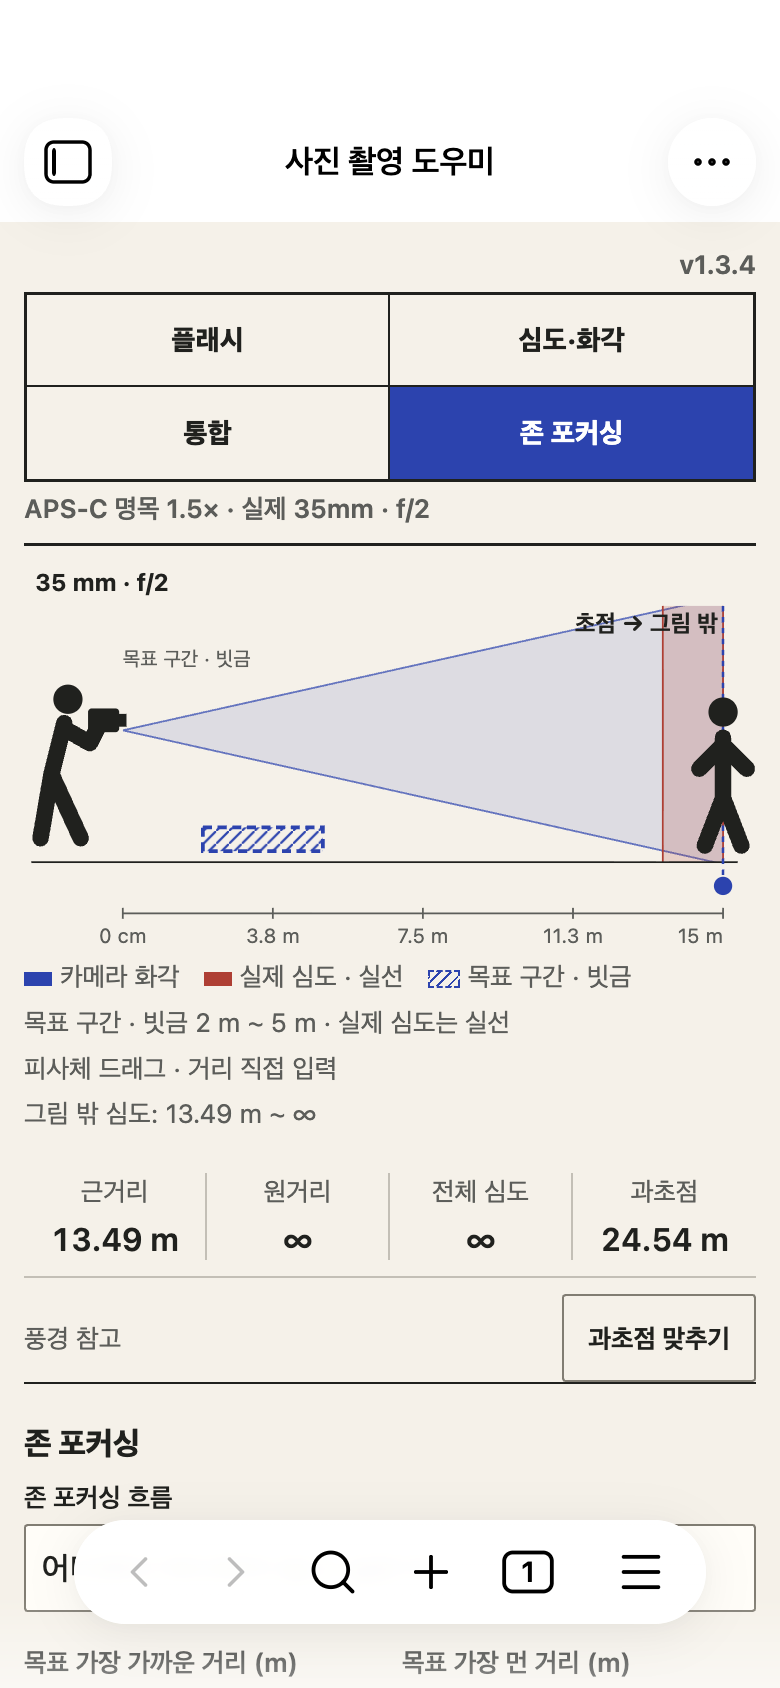 사진 촬영 도우미
v1.3.4
플래시
심도·화각
통합
존 포커싱
APS-C 명목 1.5× · 실제 35mm · f/2
35 mm · f/2
초점 → 그림 밖
목표 구간 · 빗금
0 cm
3.8 m
7.5 m
11.3 m
15 m
카메라 화각
실제 심도 · 실선
목표 구간 · 빗금
목표 구간 · 빗금 2 m ~ 5 m · 실제 심도는 실선
피사체 드래그 · 거리 직접 입력
그림 밖 심도: 13.49 m ~ ∞
근거리
원거리
전체 심도
과초점
13.49 m
∞
∞
24.54 m
풍경 참고
과초점 맞추기
존 포커싱
존 포커싱 흐름
1
목표 가장 가까운 거리 (m)
목표 가장 먼 거리 (m)